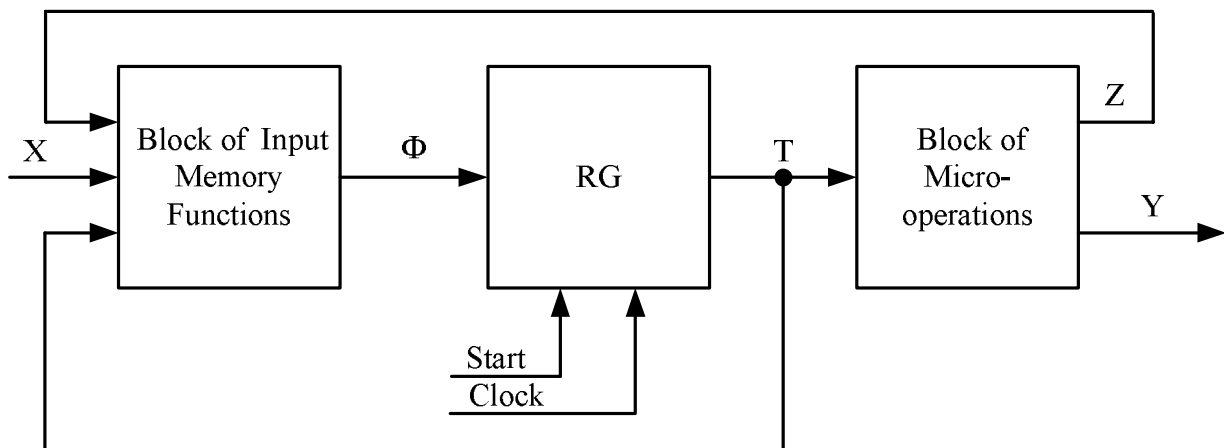 Z
X
Block of Input
Memory
Functions
Φ
RG
T
Block of
Micro-
operations
Y
Start
Clock